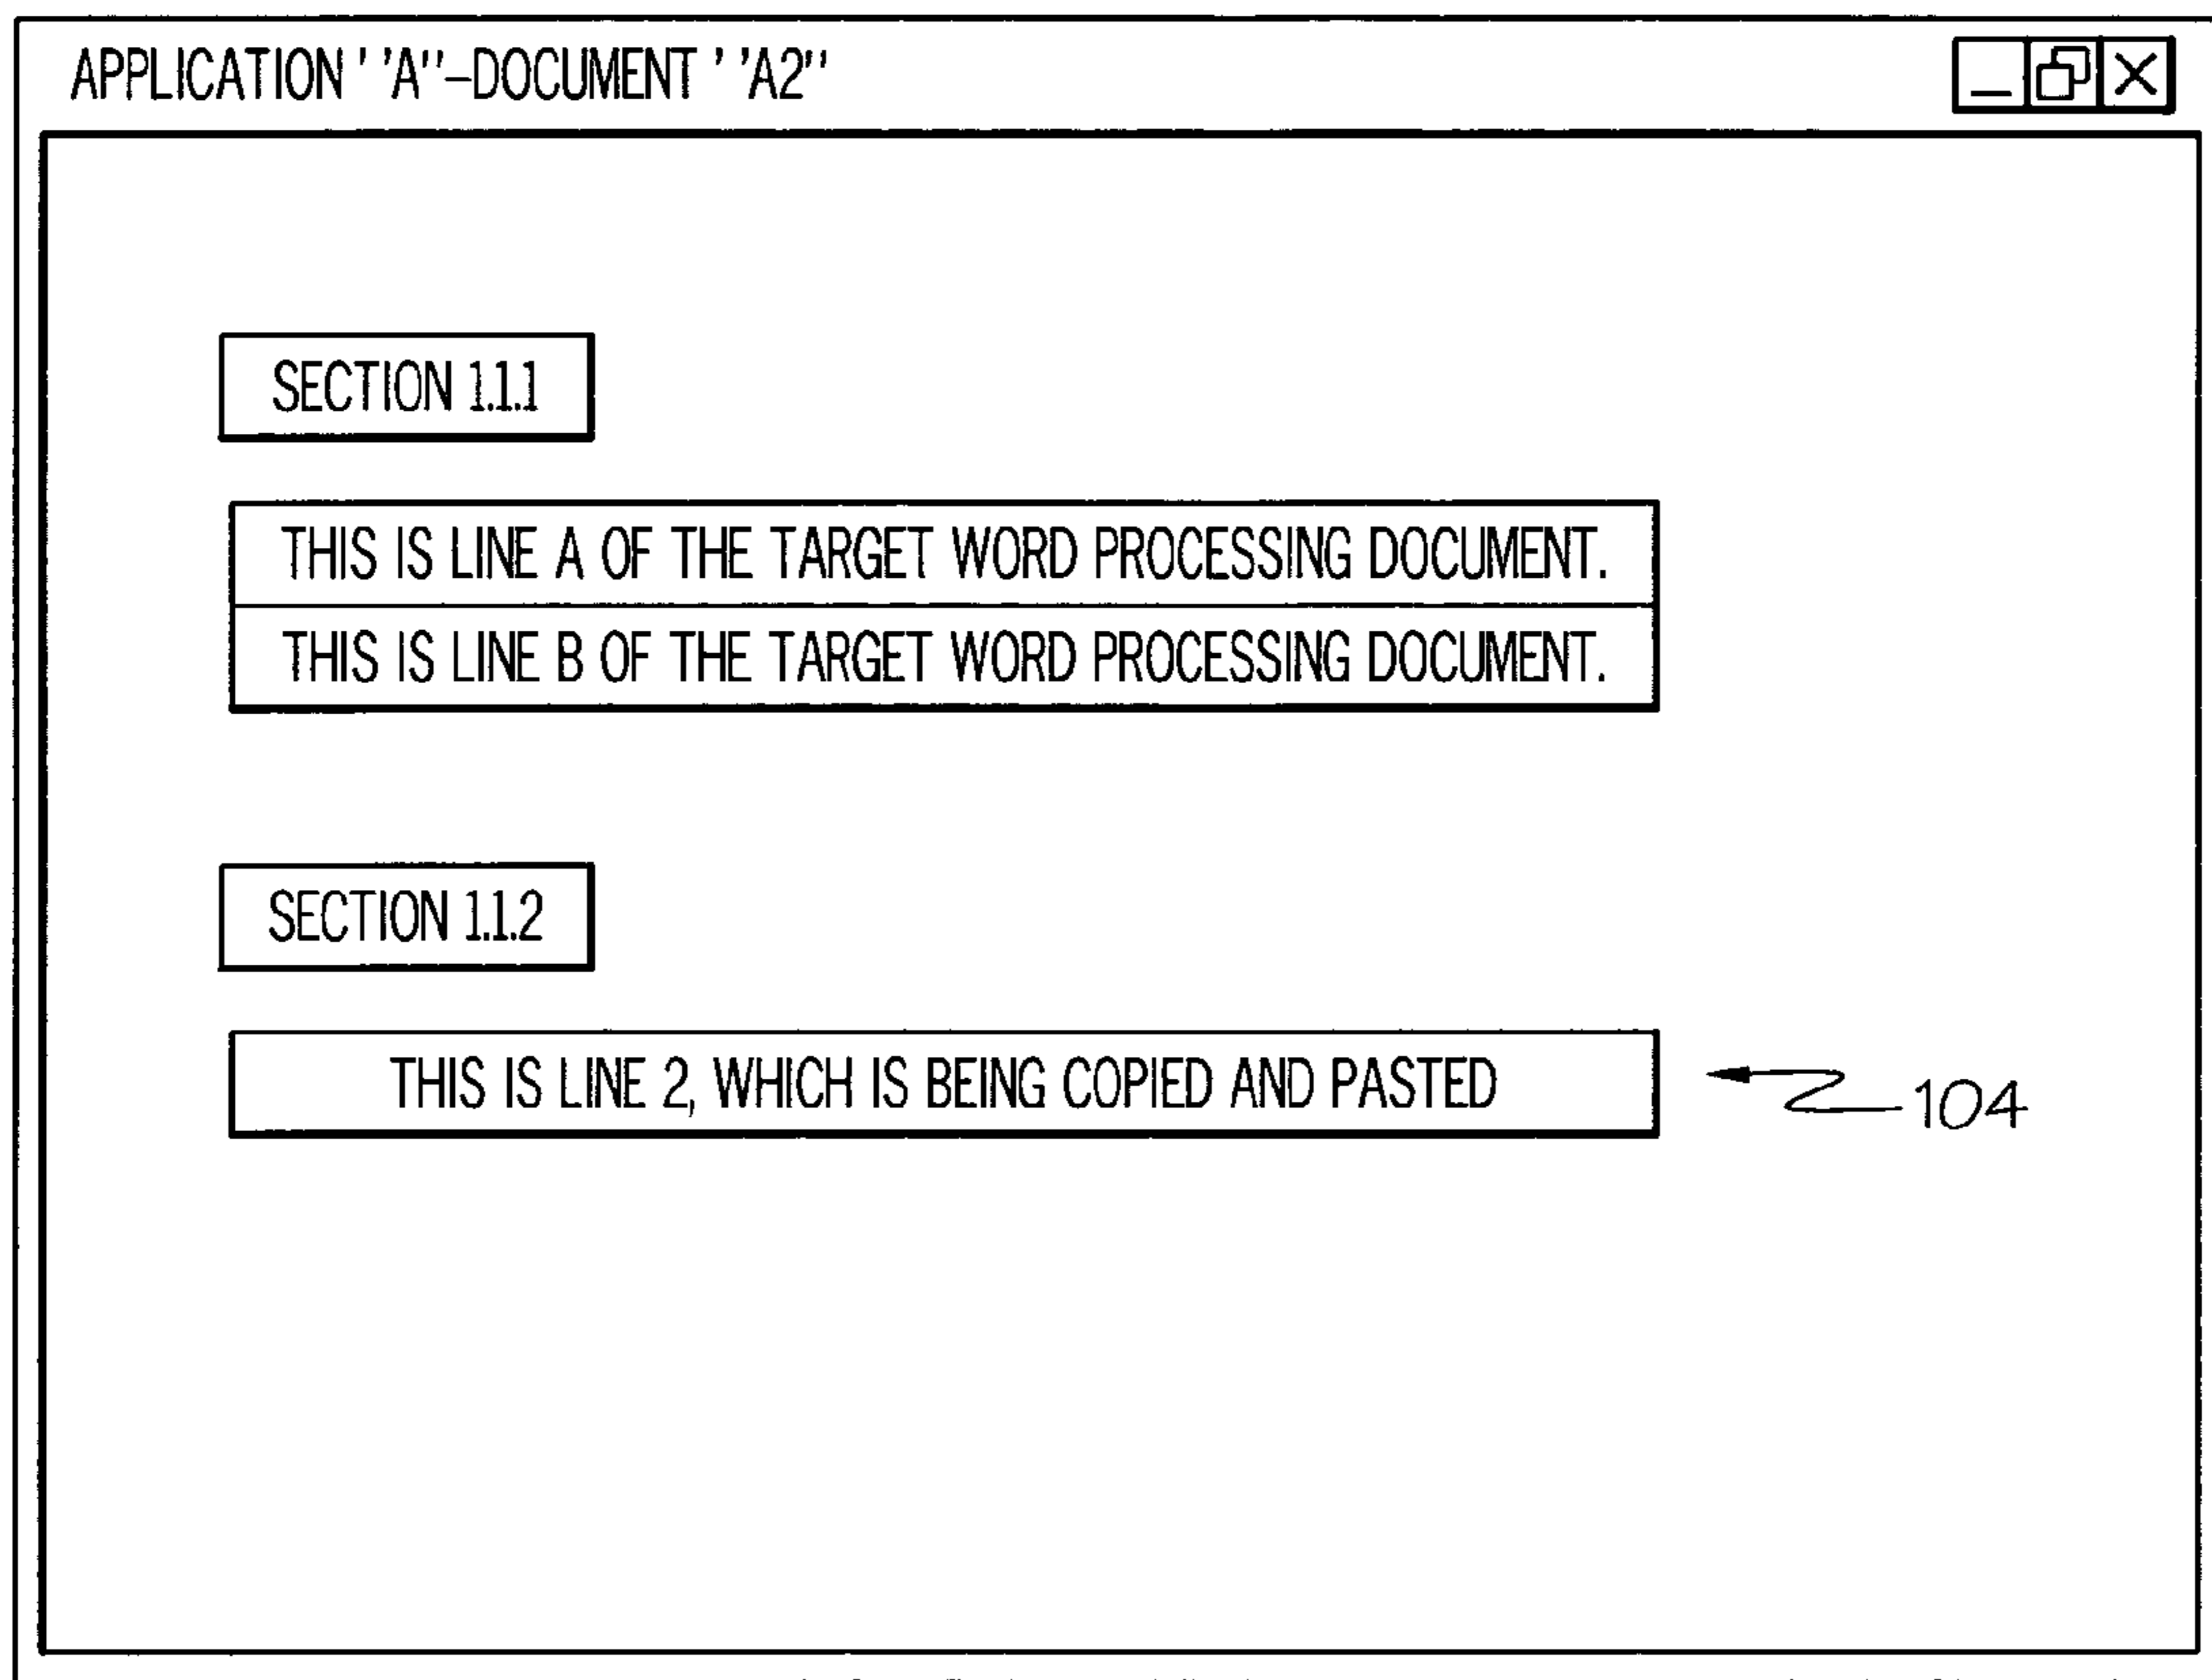 APPLICATION ' 'A''-DOCUMENT ' 'A2''
SECTION 1.1.1
THIS IS LINE A OF THE TARGET WORD PROCESSING DOCUMENT.
THIS IS LINE B OF THE TARGET WORD PROCESSING DOCUMENT.
SECTION 1.1.2
THIS IS LINE 2, WHICH IS BEING COPIED AND PASTED
104